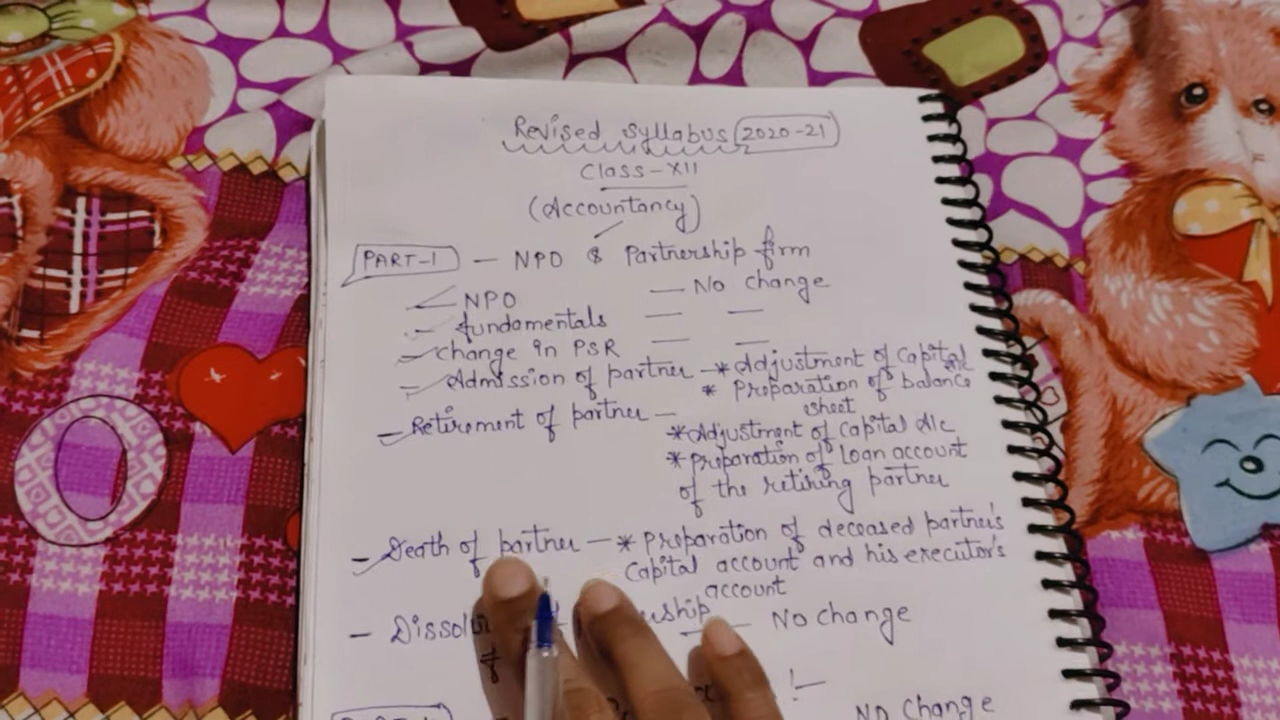 Revised Syllabus 2020-21
Class - XII
(Accountancy)
PART-1 - NPO & Partnership firm
- NPO - No change
- fundamentals - -
- change in PSR - -
- Admission of partner - * Adjustment of Capital A/c
* Preparation of balance sheet
- Retirement of partner -
* Adjustment of Capital A/c
* Preparation of loan account
of the retiring partner
- Death of partner - * Preparation of deceased partner's
Capital account and his executor's
account
- No change
No Change